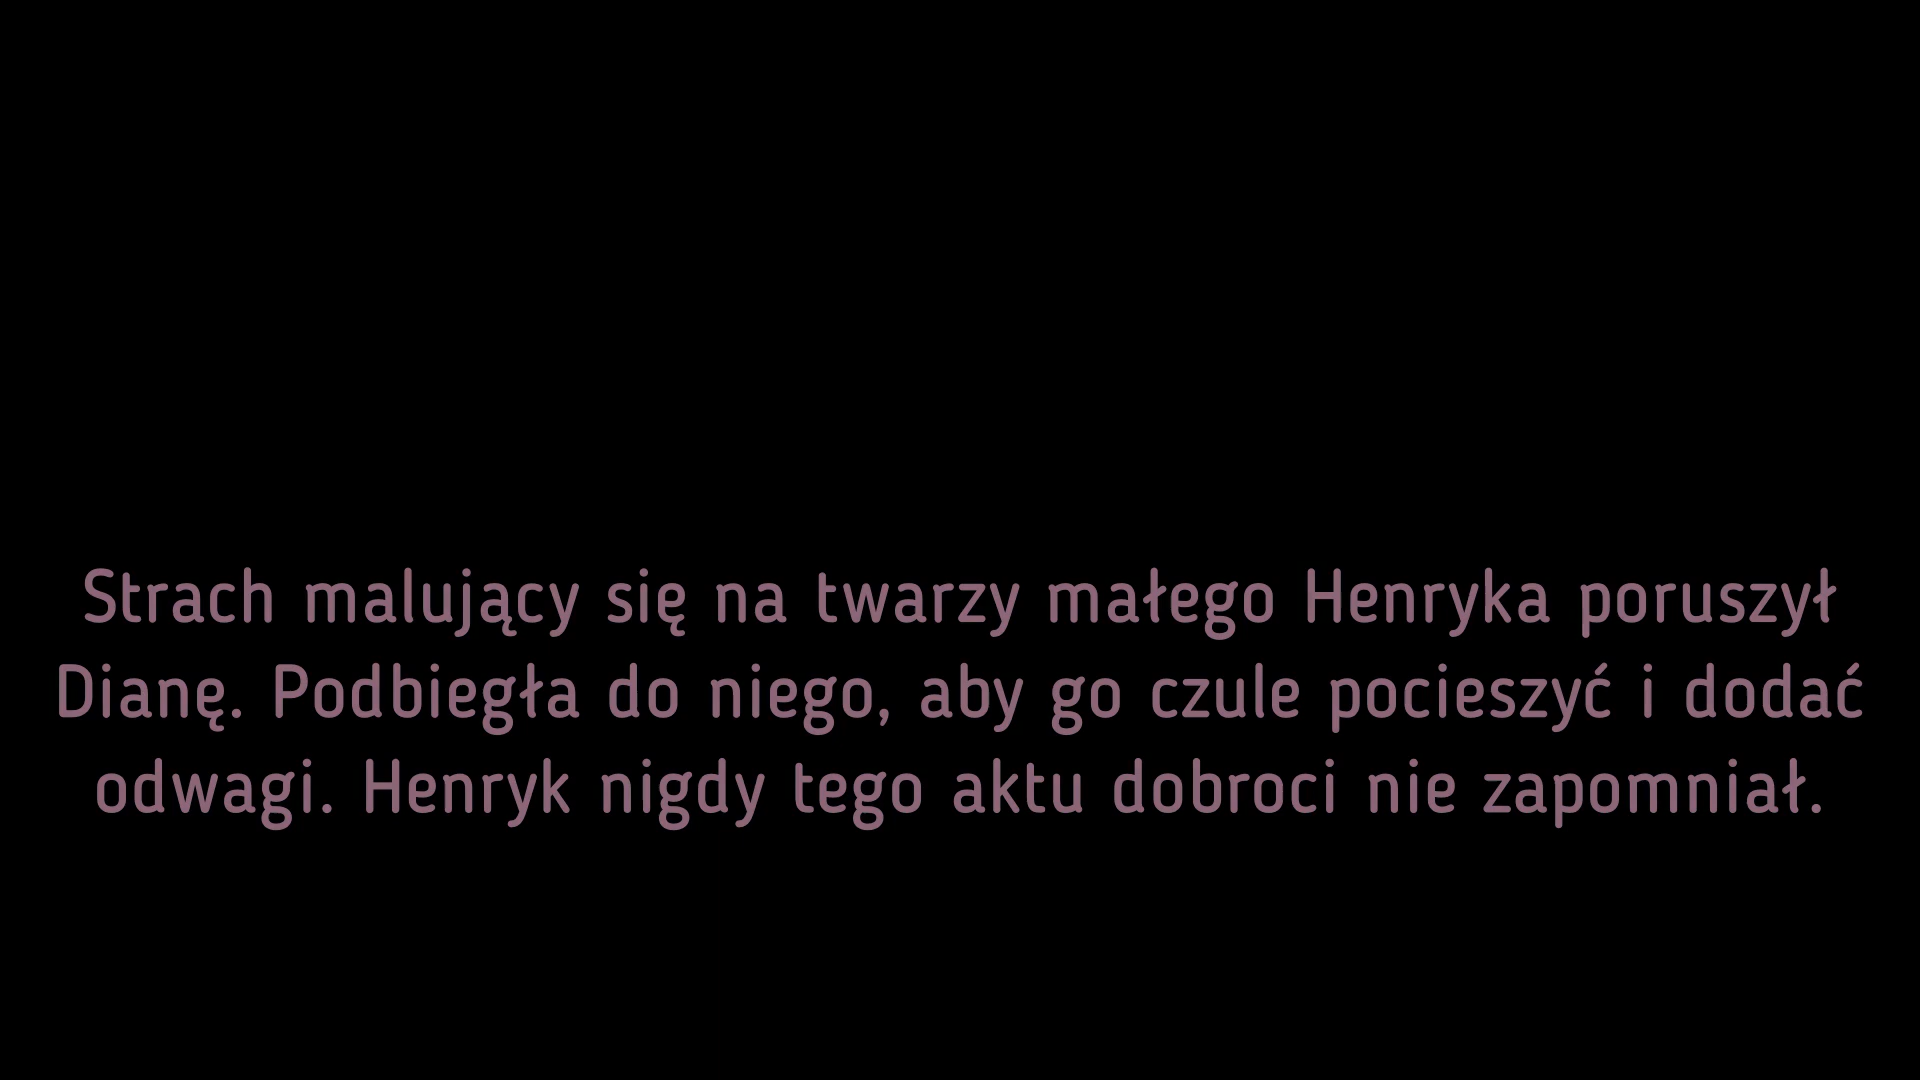 Strach malujący się na twarzy małego Henryka poruszył
Dianę. Podbiegła do niego, aby go czule pocieszyć i dodać
odwagi. Henryk nigdy tego aktu dobroci nie zapomniał.